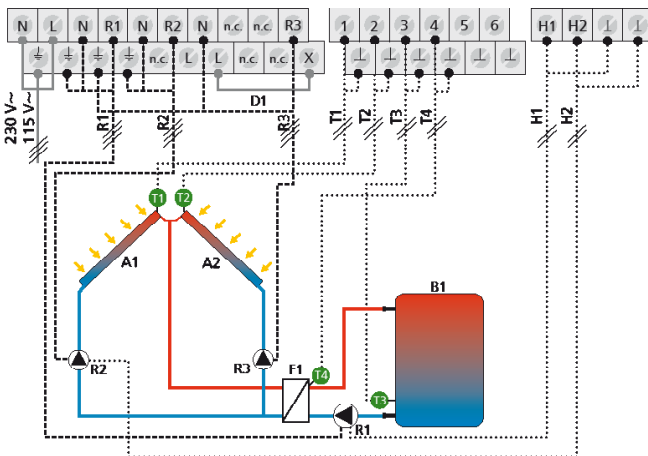 N L N R1 N R2 N n.c. n.c. R3
n.c. L L n.c. n.c. X
D1
1 2 3 4 5 6
H1 H2
230 V~
115 V~
R1
R2
R3
T1
T2
T3
T4
H1
H2
T1 T2
A1 A2
B1
R2
R3
F1
T4
T3
R1